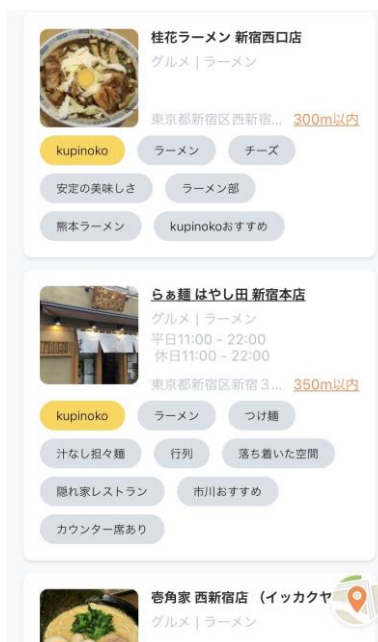 桂花ラーメン 新宿西口店
グルメ | ラーメン
東京都新宿区西新宿... 300m以内
kupinoko ラーメン チーズ
安定の美味しさ ラーメン部
熊本ラーメン kupinokoおすすめ
らぁ麺 はやし田 新宿本店
グルメ | ラーメン
平日11:00 - 22:00
休日11:00 - 22:00
東京都新宿区新宿３... 350m以内
kupinoko ラーメン つけ麺
汁なし担々麺 行列 落ち着いた空間
隠れ家レストラン 市川おすすめ
カウンター席あり
壱角家 西新宿店 （イッカクヤ
グルメ | ラーメン